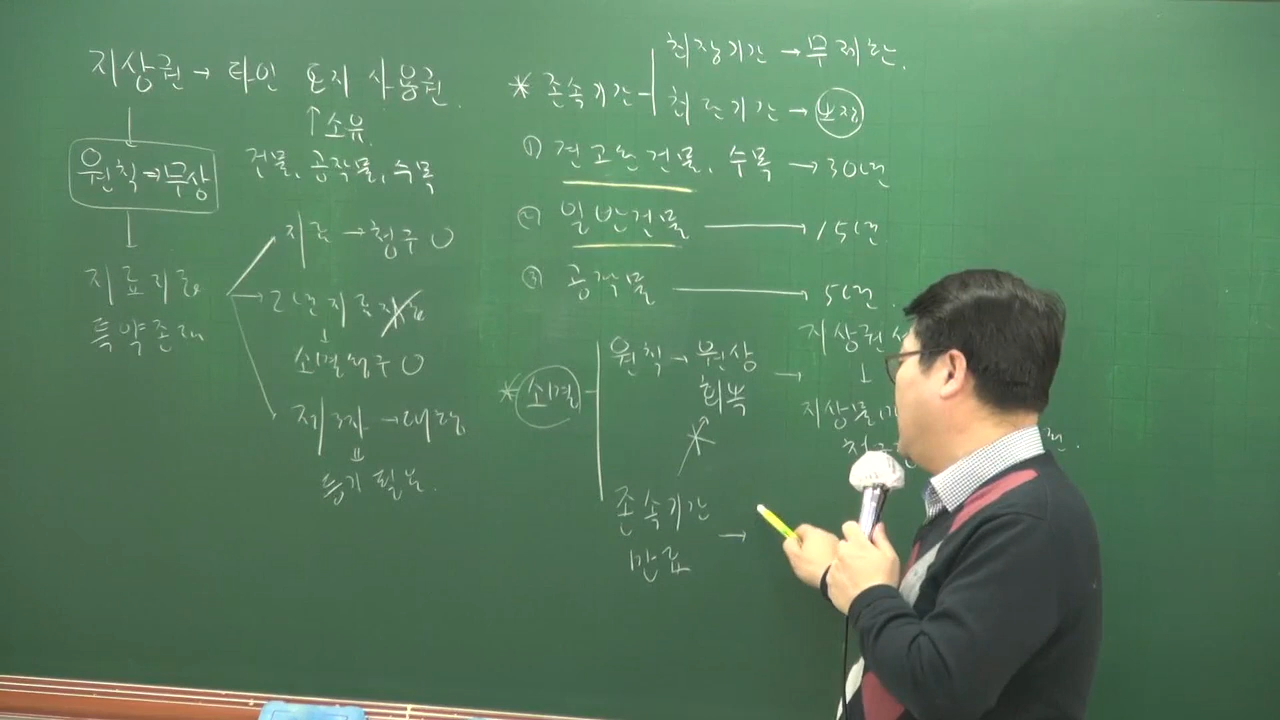 지상권 → 타인 토지 사용권.
↑소유
건물, 공작물, 수목
원칙→무상
지료지급
특약존재
지료→청구 O
2년지료
소멸청구 O
제3자→대항
등기 필요.
* 존속기간
최장기간→무제한.
최단기간→보장
① 견고한건물, 수목→30년
② 일반건물→15년
③ 공작물→5년.
* 소멸
원칙→원상
회복
→ 지상권
↓
지상물
존속기간 →
만료